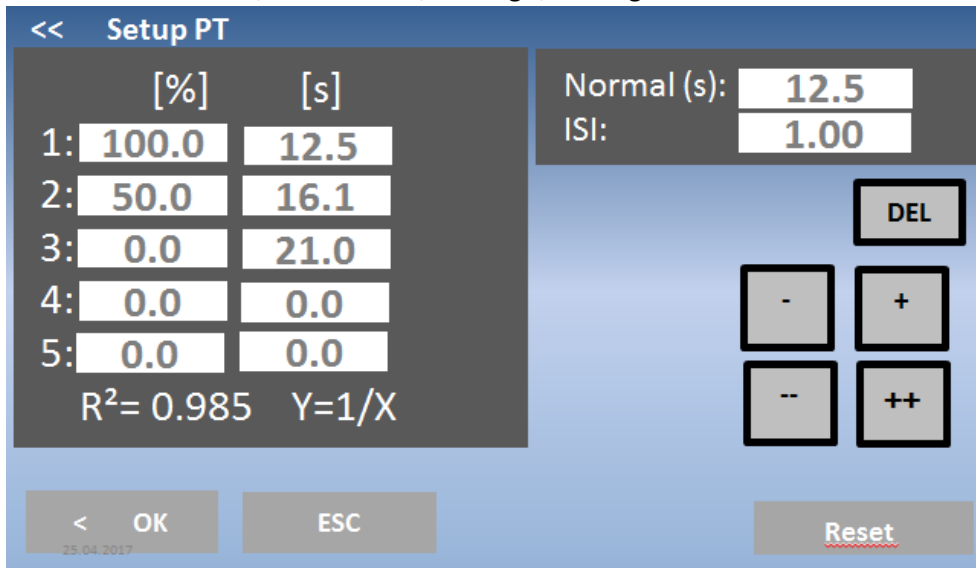 << Setup PT
[%] [s]
1: 100.0 12.5
2: 50.0 16.1
3: 0.0 21.0
4: 0.0 0.0
5: 0.0 0.0
R²= 0.985 Y=1/X
Normal (s): 12.5
ISI: 1.00
DEL
- +
-- ++
< OK ESC Reset
25.04.2017